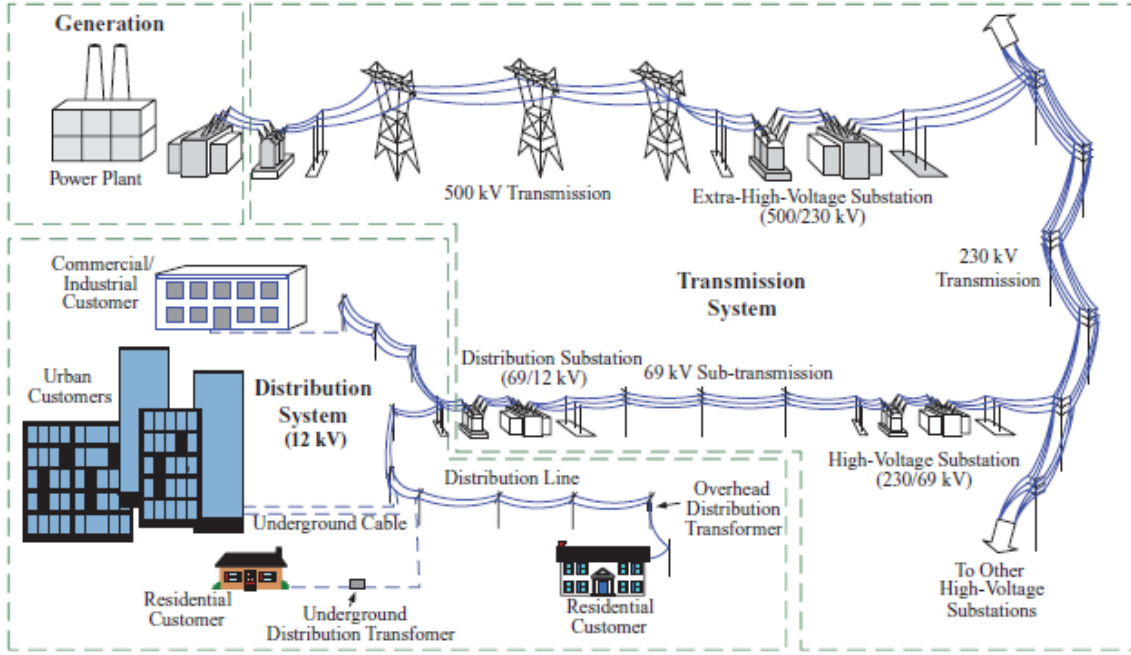 Generation
Power Plant
500 kV Transmission
Extra-High-Voltage Substation
(500/230 kV)
230 kV
Transmission
Transmission
System
Commercial/
Industrial
Customer
Urban
Customers
Distribution
System
(12 kV)
Distribution Substation
(69/12 kV)
69 kV Sub-transmission
High-Voltage Substation
(230/69 kV)
Distribution Line
Overhead
Distribution
Transformer
Underground Cable
Residential
Customer
Underground
Distribution Transfomer
Residential
Customer
To Other
High-Voltage
Substations